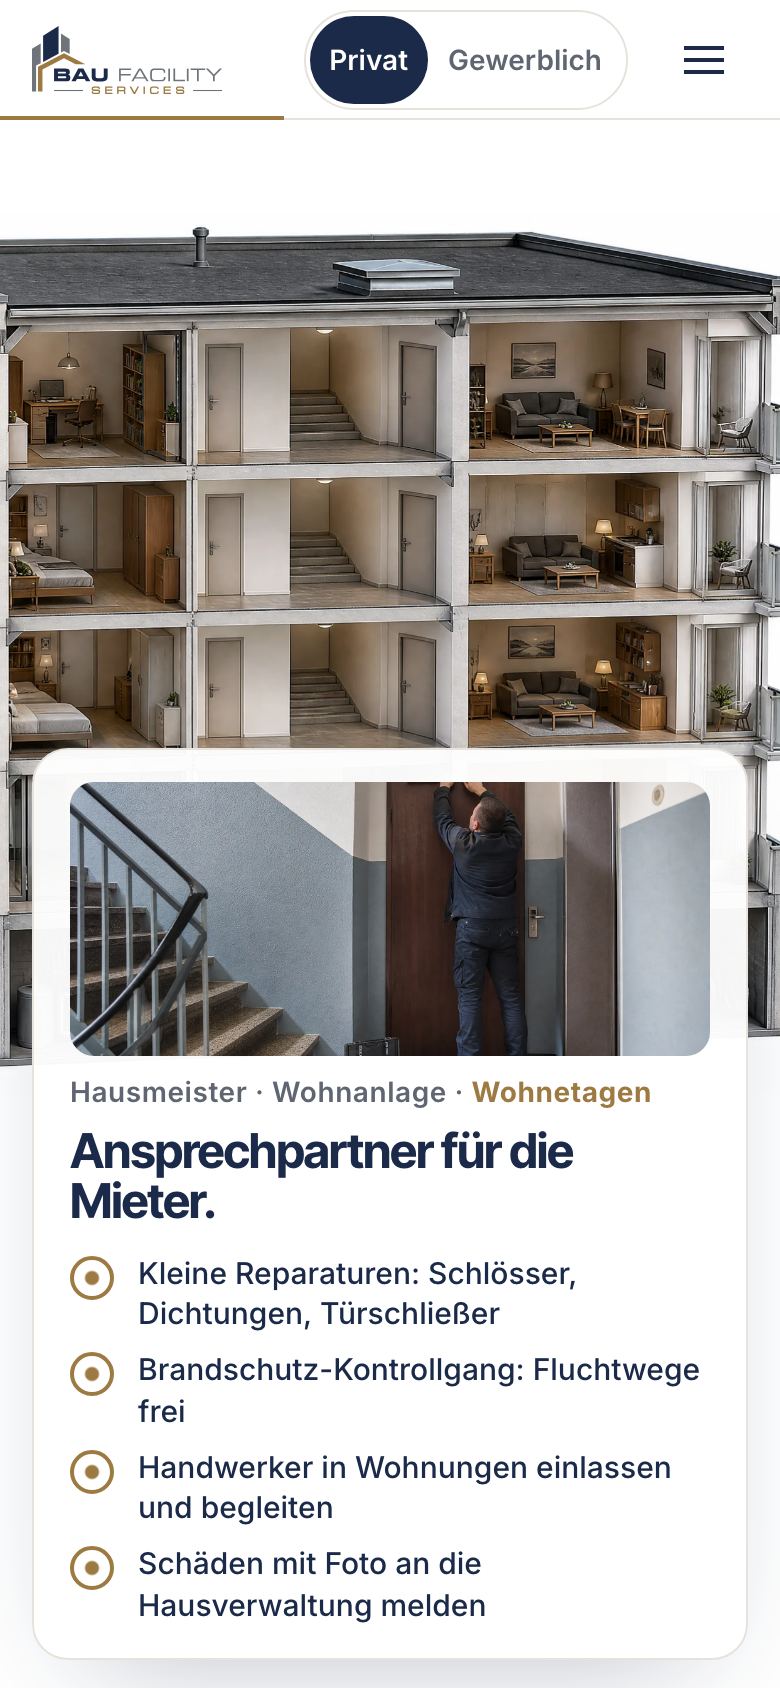 BAU FACILITY
SERVICES
Privat
Gewerblich
Hausmeister · Wohnanlage · Wohnetagen
Ansprechpartner für die
Mieter.
Kleine Reparaturen: Schlösser,
Dichtungen, Türschließer
Brandschutz-Kontrollgang: Fluchtwege
frei
Handwerker in Wohnungen einlassen
und begleiten
Schäden mit Foto an die
Hausverwaltung melden